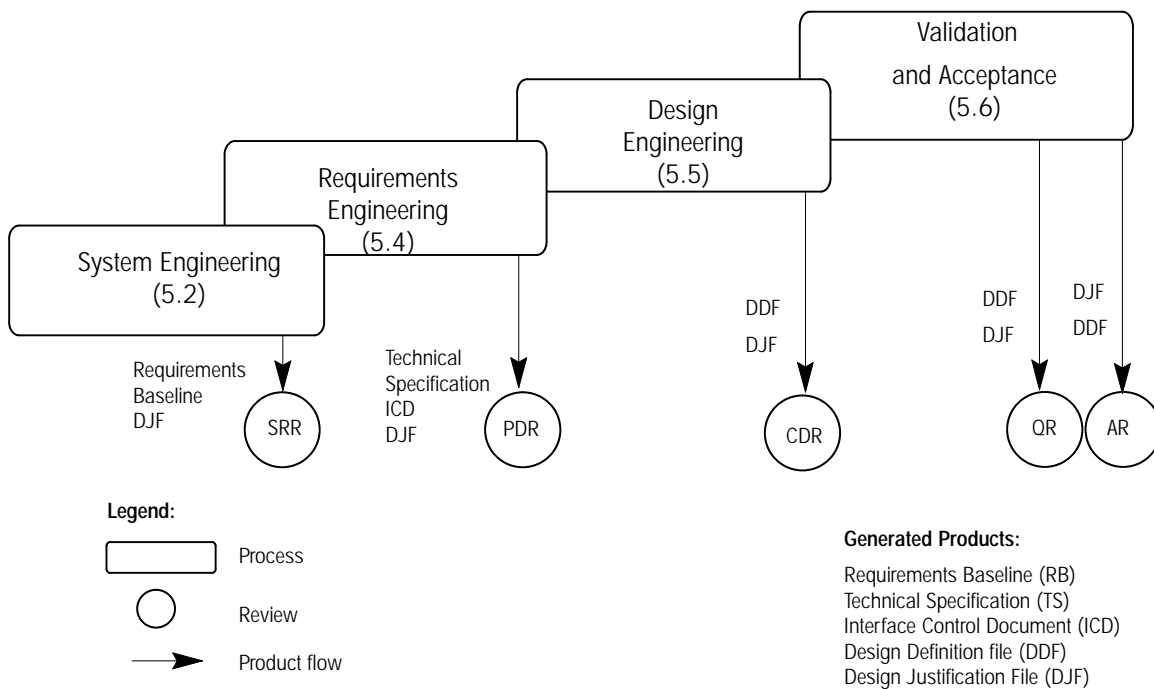 Validation
and Acceptance
(5.6)
Design
Engineering
(5.5)
Requirements
Engineering
(5.4)
System Engineering
(5.2)
Requirements
Baseline
DJF
SRR
Technical
Specification
ICD
DJF
PDR
DDF
DJF
CDR
DDF
DJF
QR
DJF
DDF
AR
Legend:
Process
Review
Product flow
Generated Products:
Requirements Baseline (RB)
Technical Specification (TS)
Interface Control Document (ICD)
Design Definition file (DDF)
Design Justification File (DJF)